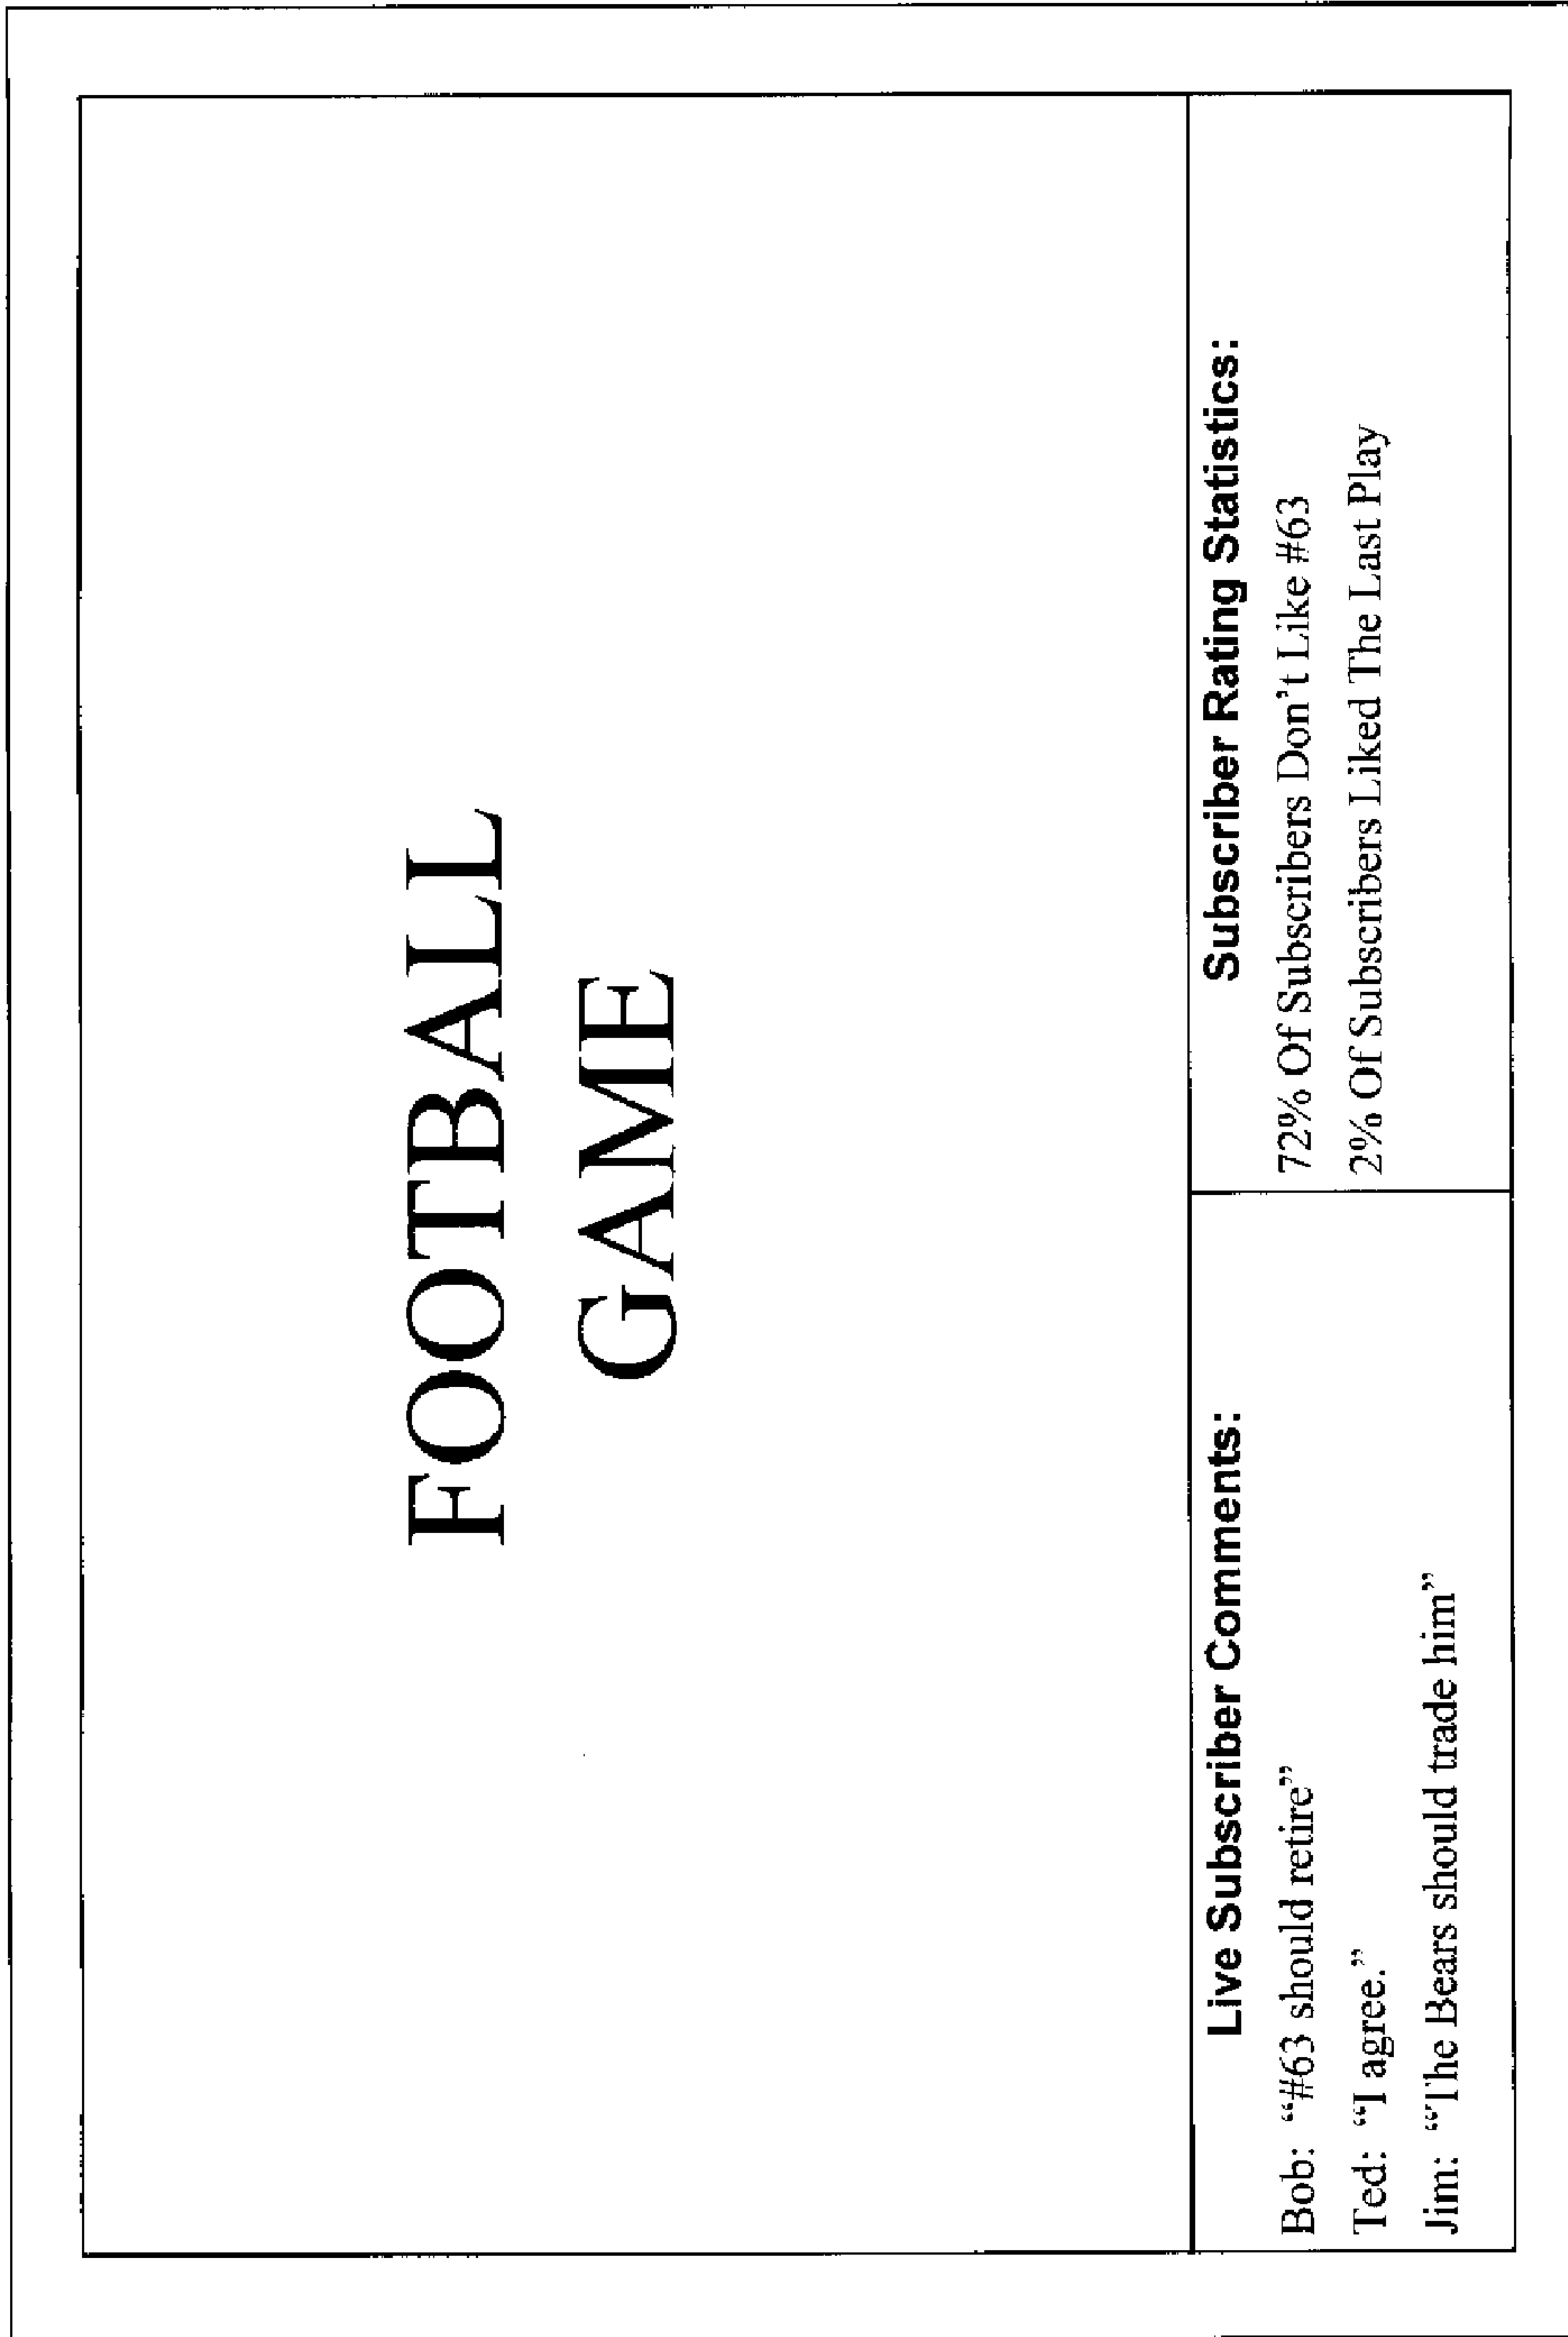 FOOTBALL
GAME
Live Subscriber Comments:
Bob: “#63 should retire”
Ted: “I agree.”
Jim: “The Bears should trade him”
Subscriber Rating Statistics:
72% Of Subscribers Don’t Like #63
2% Of Subscribers Liked The Last Play